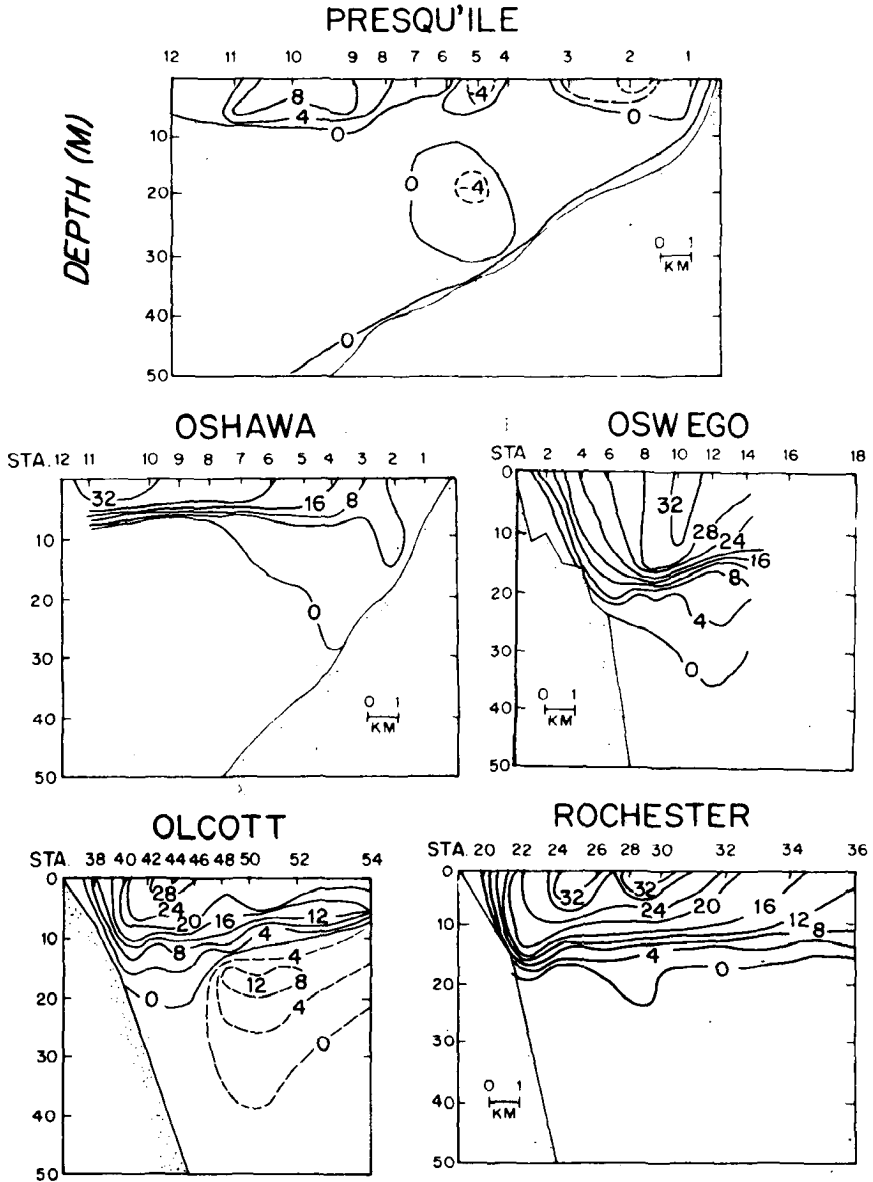 PRESQU'ILE
12 11 10 9 8 7 6 5 4 3 2 1
8 -4
4 0
0
10
DEPTH (M)
20 0 -4
0 1
KM
30
40 0
50
OSHAWA
STA. 12 11 10 9 8 7 6 5 4 3 2 1
0
32 16 8
10
20
0
30
0 1
KM
40
50
OSWEGO
STA 2 4 6 8 10 12 14 16 18
0
32
10 28 24
16
8
20
4
30
0
0 1
KM
40
50
OLCOTT
STA. 38 40 42 44 46 48 50 52 54
0
28
24
20 16 12
10 8 4
4
12 8
20 0
4
30 0
40
50
ROCHESTER
STA. 20 22 24 26 28 30 32 34 36
0
32 32
24 20 16
12
10 8
4
0
20
30
0 1
KM
40
50